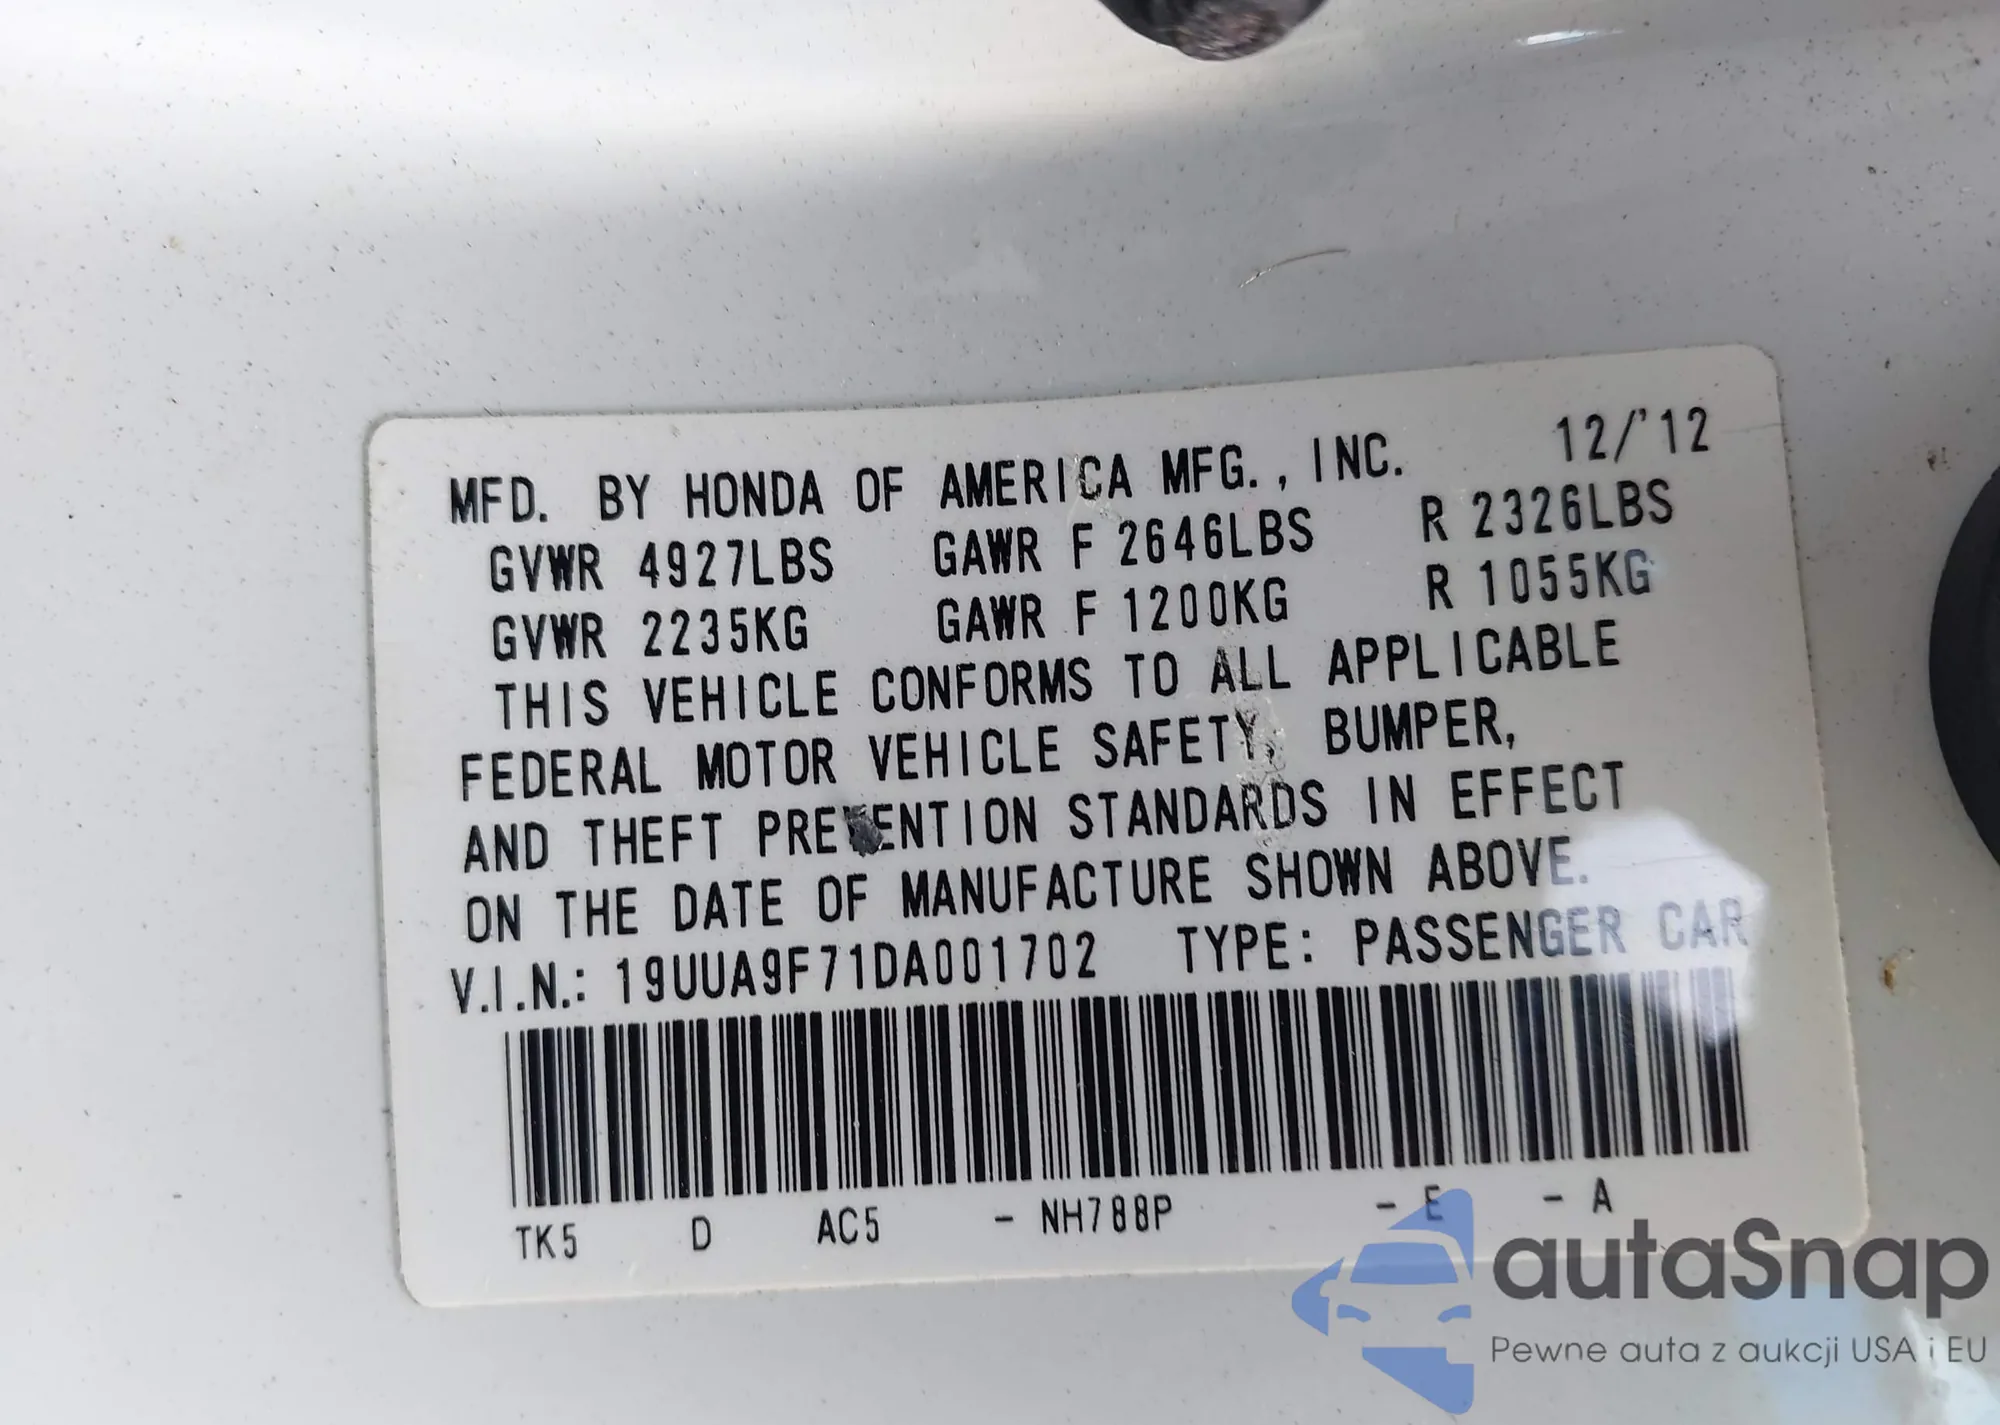 MFD. BY HONDA OF AMERICA MFG., INC. 12/'12
GVWR 4927LBS GAWR F 2646LBS R 2326LBS
GVWR 2235KG GAWR F 1200KG R 1055KG
THIS VEHICLE CONFORMS TO ALL APPLICABLE
FEDERAL MOTOR VEHICLE SAFETY, BUMPER,
AND THEFT PREVENTION STANDARDS IN EFFECT
ON THE DATE OF MANUFACTURE SHOWN ABOVE.
V.I.N.: 19UUA9F71DA001702 TYPE: PASSENGER CAR
TK5 D AC5 - NH788P - E - A
autaSnap
Pewne auta z aukcji USA i EU